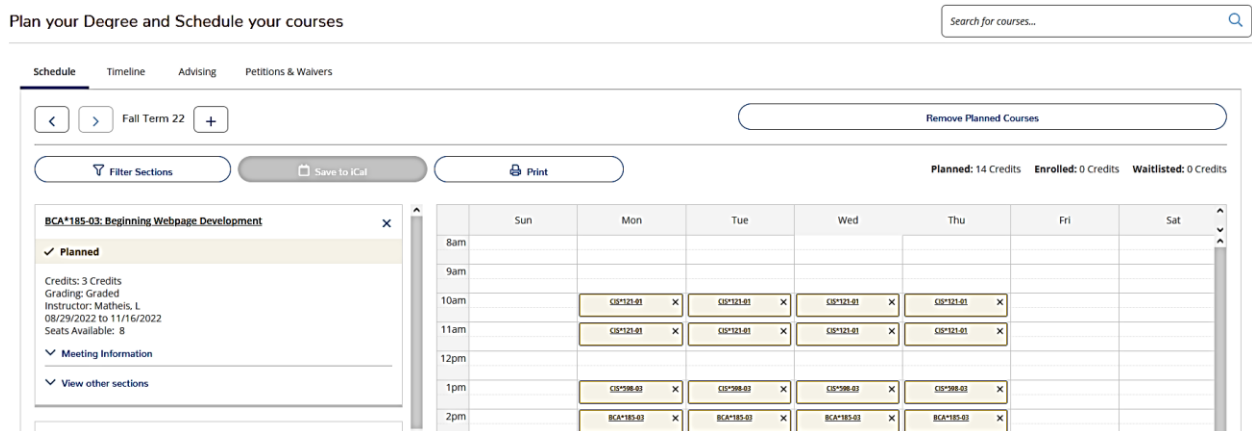 Plan your Degree and Schedule your courses
Search for courses...
Schedule Timeline Advising Petitions & Waivers
Fall Term 22
Remove Planned Courses
Filter Sections Save to iCal Print
Planned: 14 Credits Enrolled: 0 Credits Waitlisted: 0 Credits
BCA*185-03: Beginning Webpage Development
Planned
Credits: 3 Credits
Grading: Graded
Instructor: Matheis, L
08/29/2022 to 11/16/2022
Seats Available: 8
Meeting Information
View other sections
Sun Mon Tue Wed Thu Fri Sat
8am
9am
10am CIS*121-01 CIS*121-01 CIS*121-01 CIS*121-01
11am CIS*121-01 CIS*121-01 CIS*121-01 CIS*121-01
12pm
1pm CIS*598-03 CIS*598-03 CIS*598-03 CIS*598-03
2pm BCA*185-03 BCA*185-03 BCA*185-03 BCA*185-03